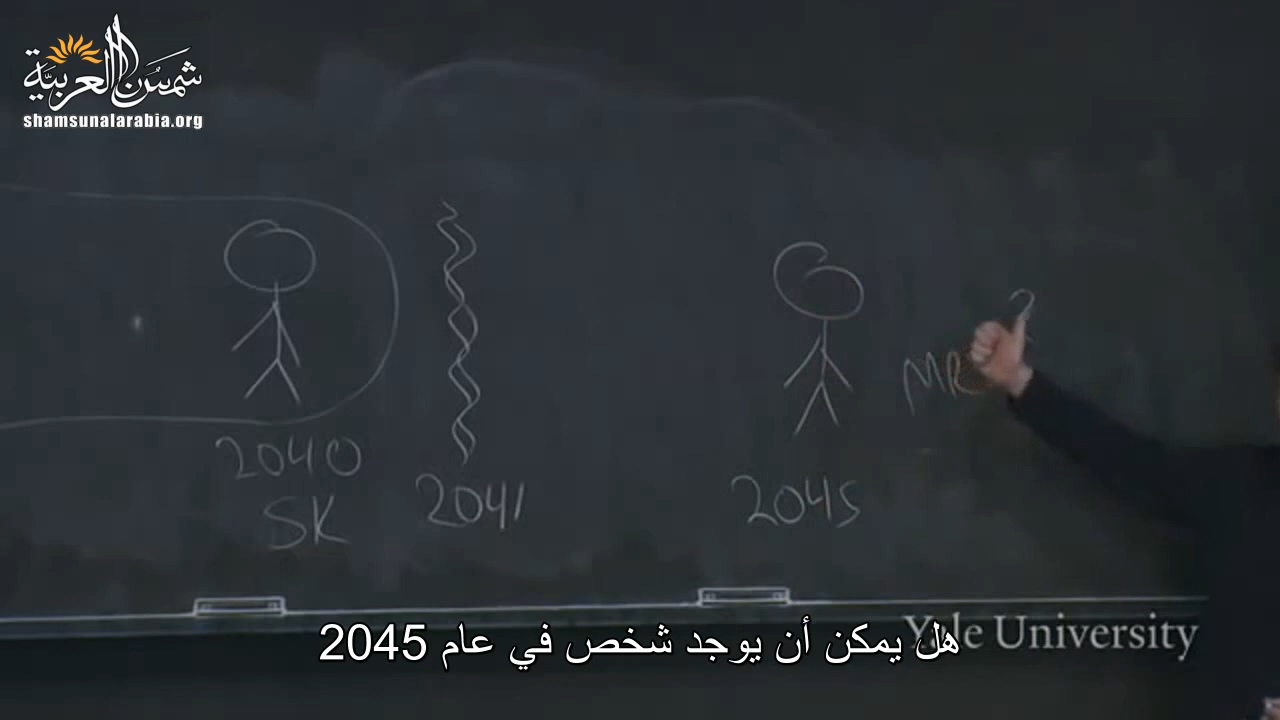 شمس العربية
shamsunalarabia.org
2040
SK
2041
2045
Yale University
هل يمكن أن يوجد شخص في عام 2045